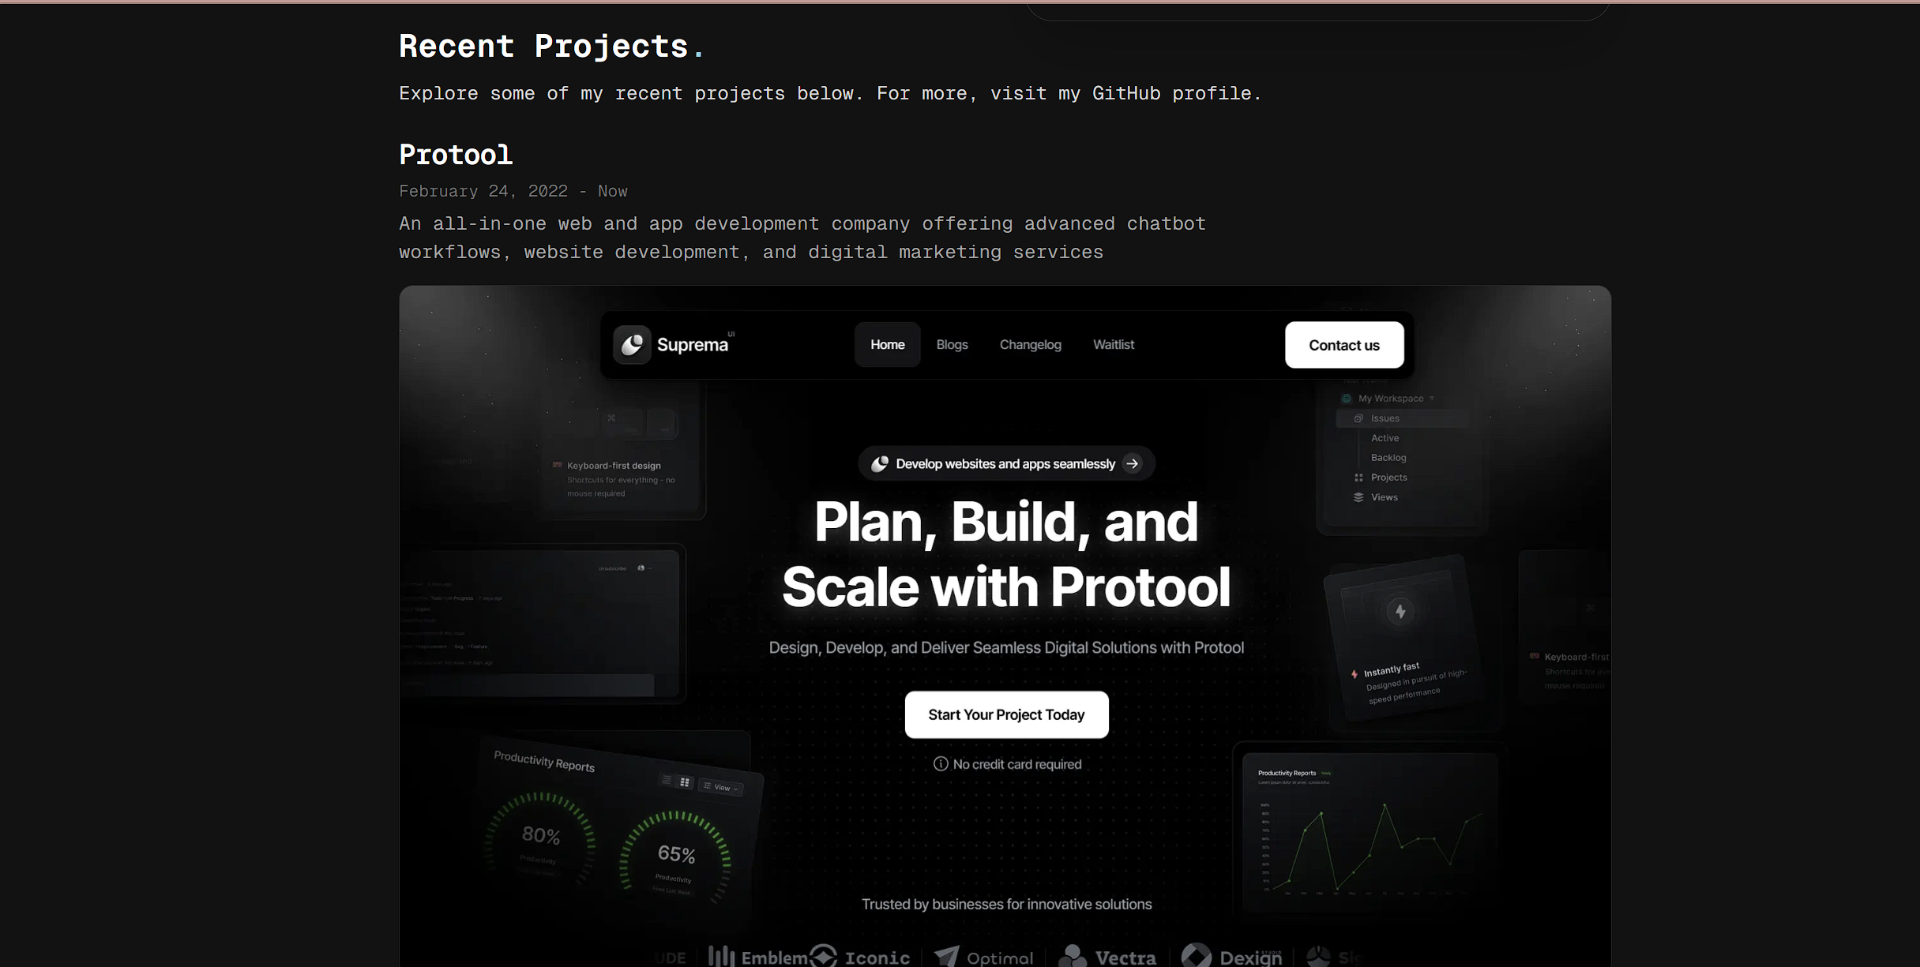 Recent Projects.
Explore some of my recent projects below. For more, visit my GitHub profile.
Protool
February 24, 2022 - Now
An all-in-one web and app development company offering advanced chatbot
workflows, website development, and digital marketing services
Suprema UI
Home
Blogs
Changelog
Waitlist
Contact us
My Workspace
Issues
Active
Backlog
Projects
Views
Keyboard-first design
Shortcuts for everything - no
mouse required
Develop websites and apps seamlessly
Plan, Build, and
Scale with Protool
Design, Develop, and Deliver Seamless Digital Solutions with Protool
Start Your Project Today
No credit card required
Instantly fast
Designed in pursuit of high-
speed performance
Keyboard-first
Shortcuts for
mouse required
Productivity Reports
View
80%
Productivity
65%
Productivity
Productivity Reports
Trusted by businesses for innovative solutions
UDE
Emblem
Iconic
Optimal
Vectra
Dexign